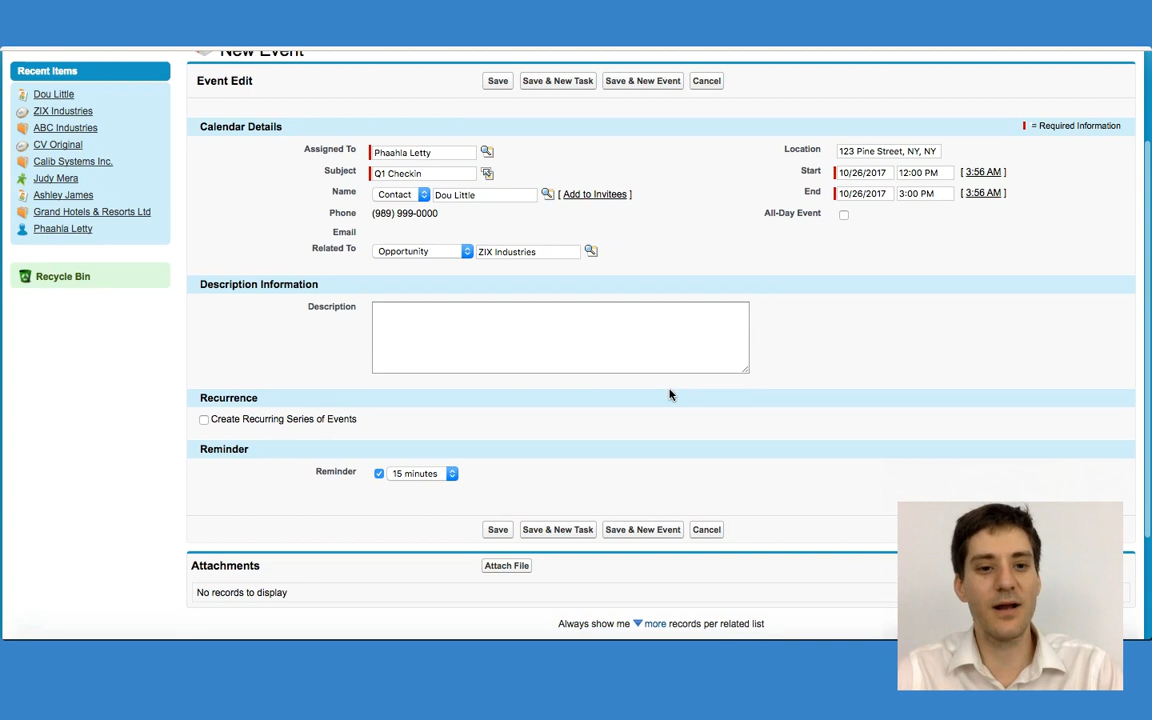 New Event
Recent Items
Dou Little
ZIX Industries
ABC Industries
CV Original
Calib Systems Inc.
Judy Mera
Ashley James
Grand Hotels & Resorts Ltd
Phaahla Letty
Recycle Bin
Event Edit Save Save & New Task Save & New Event Cancel
Calendar Details = Required Information
Assigned To Phaahla Letty Location 123 Pine Street, NY, NY
Subject Q1 Checkin Start 10/26/2017 12:00 PM [ 3:56 AM ]
Name Contact Dou Little [ Add to Invitees ] End 10/26/2017 3:00 PM [ 3:56 AM ]
Phone (989) 999-0000 All-Day Event
Email
Related To Opportunity ZIX Industries
Description Information
Description
Recurrence
Create Recurring Series of Events
Reminder
Reminder 15 minutes
Save Save & New Task Save & New Event Cancel
Attachments Attach File
No records to display
Always show me more records per related list